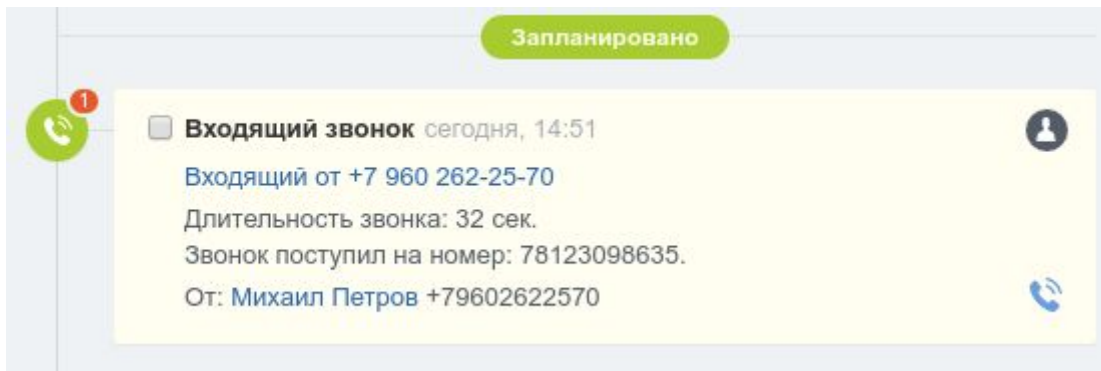 Запланировано
1
Входящий звонок сегодня, 14:51
Входящий от +7 960 262-25-70
Длительность звонка: 32 сек.
Звонок поступил на номер: 78123098635.
От: Михаил Петров +79602622570